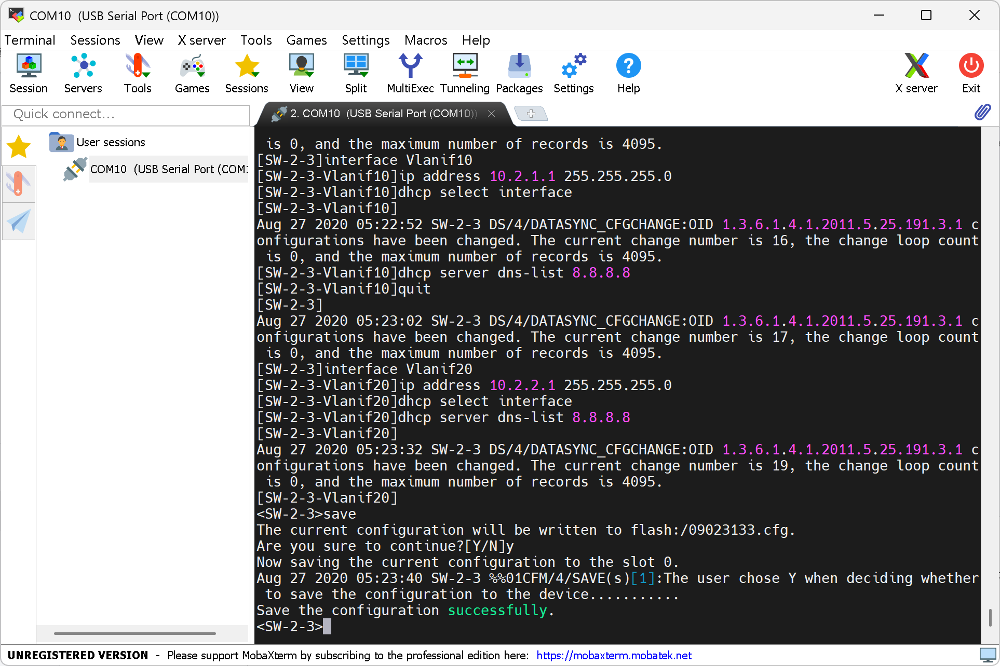 COM10  (USB Serial Port (COM10))
Terminal Sessions View X server Tools Games Settings Macros Help
Session Servers Tools Games Sessions View Split MultiExec Tunneling Packages Settings Help X server Exit
Quick connect...
2. COM10  (USB Serial Port (COM10))
User sessions
COM10  (USB Serial Port (COM1
 is 0, and the maximum number of records is 4095.
[SW-2-3]interface Vlanif10
[SW-2-3-Vlanif10]ip address 10.2.1.1 255.255.255.0
[SW-2-3-Vlanif10]dhcp select interface
[SW-2-3-Vlanif10]
Aug 27 2020 05:22:52 SW-2-3 DS/4/DATASYNC_CFGCHANGE:OID 1.3.6.1.4.1.2011.5.25.191.3.1 c
onfigurations have been changed. The current change number is 16, the change loop count
 is 0, and the maximum number of records is 4095.
[SW-2-3-Vlanif10]dhcp server dns-list 8.8.8.8
[SW-2-3-Vlanif10]quit
[SW-2-3]
Aug 27 2020 05:23:02 SW-2-3 DS/4/DATASYNC_CFGCHANGE:OID 1.3.6.1.4.1.2011.5.25.191.3.1 c
onfigurations have been changed. The current change number is 17, the change loop count
 is 0, and the maximum number of records is 4095.
[SW-2-3]interface Vlanif20
[SW-2-3-Vlanif20]ip address 10.2.2.1 255.255.255.0
[SW-2-3-Vlanif20]dhcp select interface
[SW-2-3-Vlanif20]dhcp server dns-list 8.8.8.8
[SW-2-3-Vlanif20]
Aug 27 2020 05:23:32 SW-2-3 DS/4/DATASYNC_CFGCHANGE:OID 1.3.6.1.4.1.2011.5.25.191.3.1 c
onfigurations have been changed. The current change number is 19, the change loop count
 is 0, and the maximum number of records is 4095.
[SW-2-3-Vlanif20]
<SW-2-3>save
The current configuration will be written to flash:/09023133.cfg.
Are you sure to continue?[Y/N]y
Now saving the current configuration to the slot 0.
Aug 27 2020 05:23:40 SW-2-3 %%01CFM/4/SAVE(s)[1]:The user chose Y when deciding whether
 to save the configuration to the device...........
Save the configuration successfully.
<SW-2-3>
UNREGISTERED VERSION  -  Please support MobaXterm by subscribing to the professional edition here:  https://mobaxterm.mobatek.net